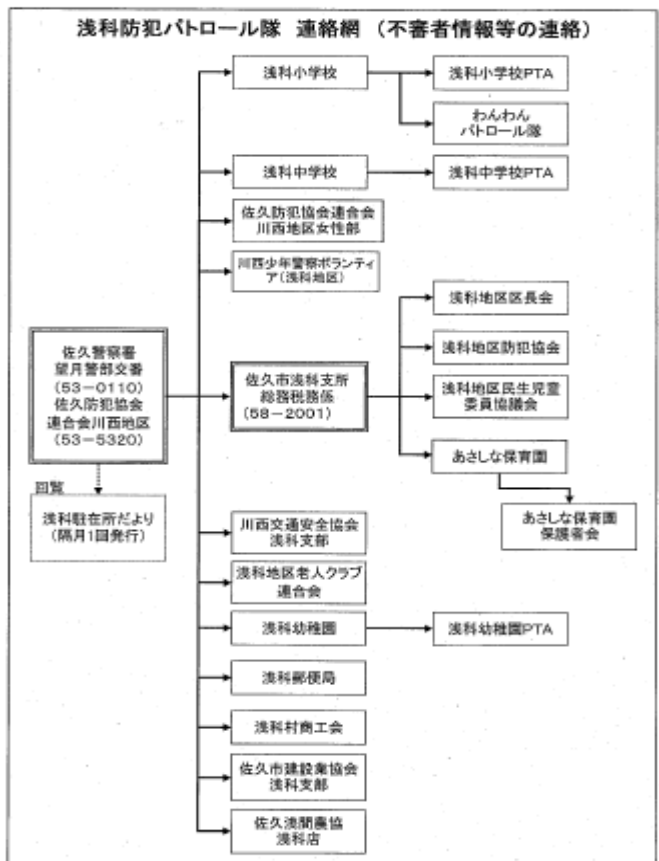 浅科防犯パトロール隊 連絡網 (不審者情報等の連絡)
浅科小学校
浅科小学校PTA
わんわん
パトロール隊
浅科中学校
浅科中学校PTA
佐久防犯協会連合会
川西地区女性部
川西少年警察ボランティ
ア(浅科地区)
佐久警察署
望月警部交番
(53-0110)
佐久防犯協会
連合会川西地区
(53-5320)
佐久市浅科支所
総務税務係
(58-2001)
浅科地区区長会
浅科地区防犯協会
浅科地区民生児童
委員協議会
あさしな保育園
あさしな保育園
保護者会
回覧
浅科駐在所だより
(隔月1回発行)
川西交通安全協会
浅科支部
浅科地区老人クラブ
連合会
浅科幼稚園
浅科幼稚園PTA
浅科郵便局
浅科村商工会
佐久市建設業協会
浅科支部
佐久浅間農協
浅科店